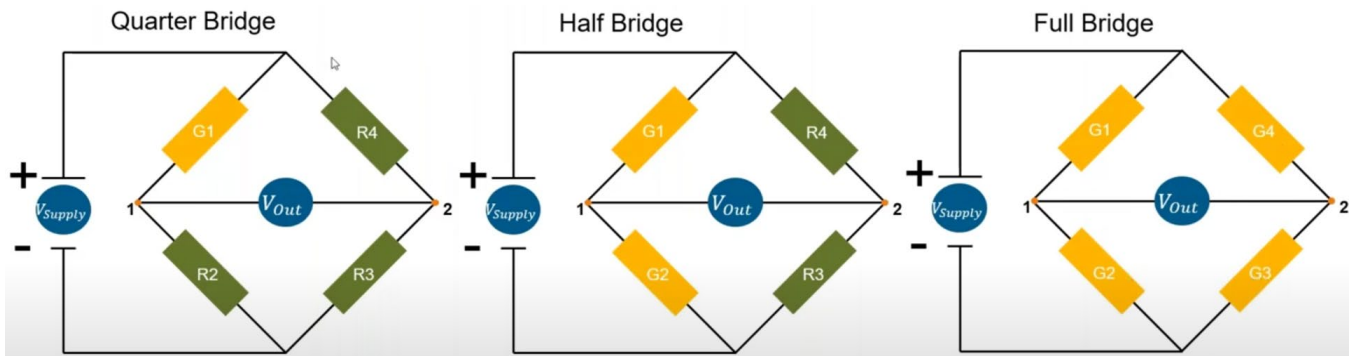 Quarter Bridge
G1
R4
+
V_Supply
-
1
V_Out
2
R2
R3
Half Bridge
G1
R4
+
V_Supply
-
1
V_Out
2
G2
R3
Full Bridge
G1
G4
+
V_Supply
-
1
V_Out
2
G2
G3